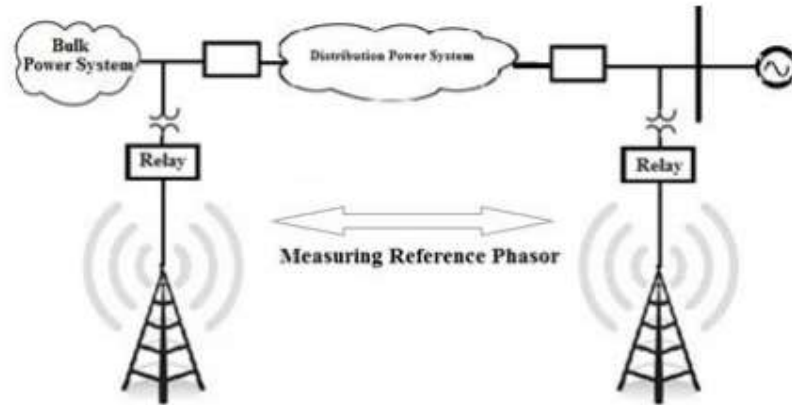 Bulk
Power System
Distribution Power System
Relay
Relay
Measuring Reference Phasor